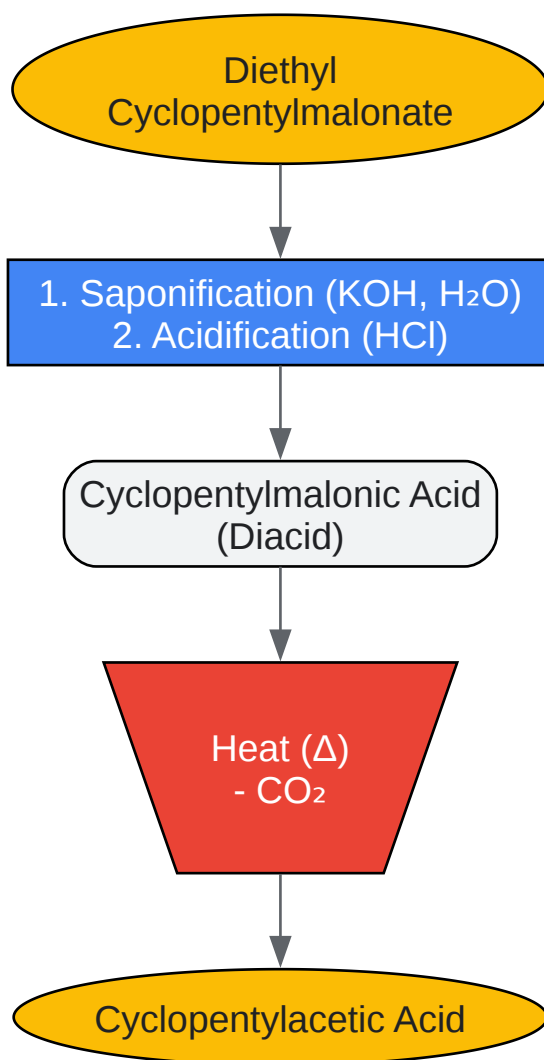 Diethyl
Cyclopentylmalonate
1. Saponification (KOH, H₂O)
2. Acidification (HCl)
Cyclopentylmalonic Acid
(Diacid)
Heat (Δ)
- CO₂
Cyclopentylacetic Acid